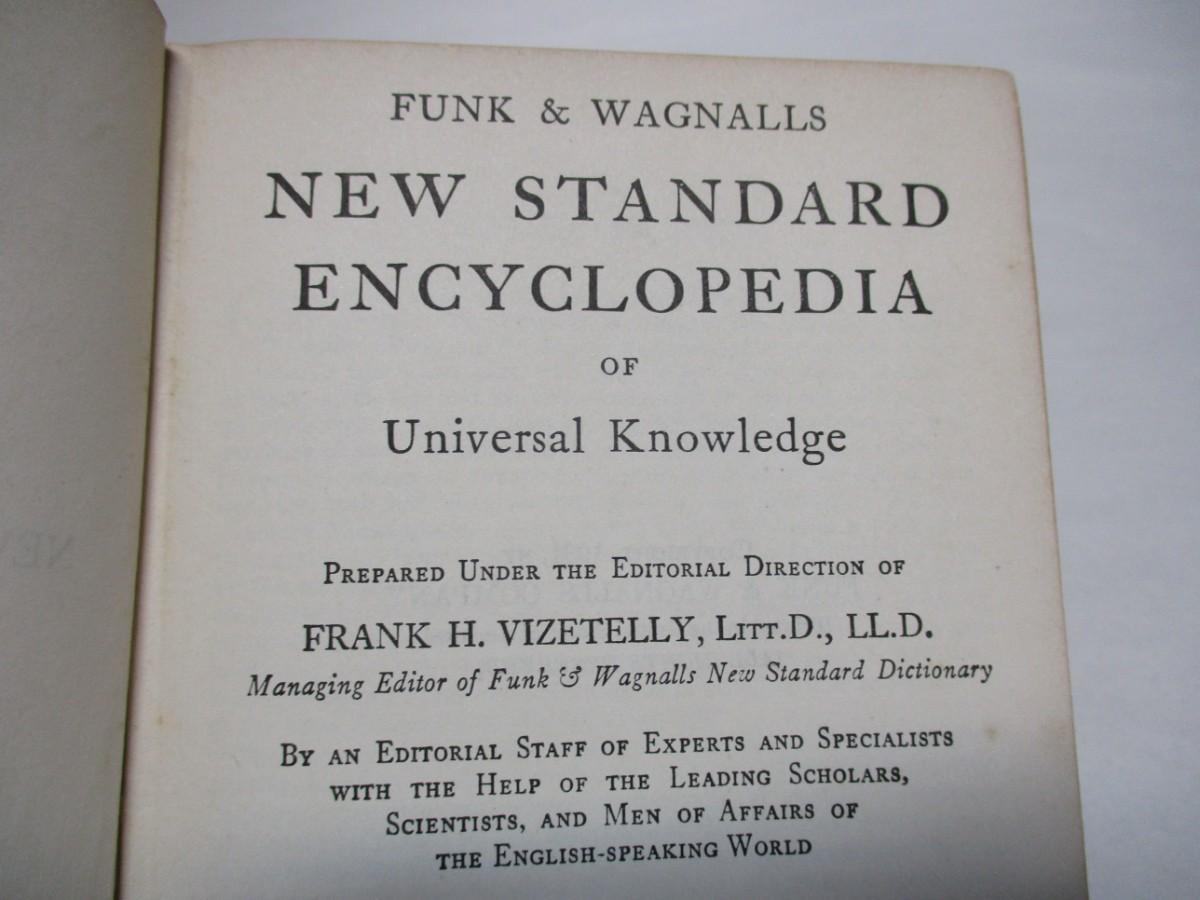 FUNK & WAGNALLS
NEW STANDARD
ENCYCLOPEDIA
OF
Universal Knowledge
PREPARED UNDER THE EDITORIAL DIRECTION OF
FRANK H. VIZETELLY, LITT.D., LL.D.
Managing Editor of Funk & Wagnalls New Standard Dictionary
BY AN EDITORIAL STAFF OF EXPERTS AND SPECIALISTS
WITH THE HELP OF THE LEADING SCHOLARS,
SCIENTISTS, AND MEN OF AFFAIRS OF
THE ENGLISH-SPEAKING WORLD